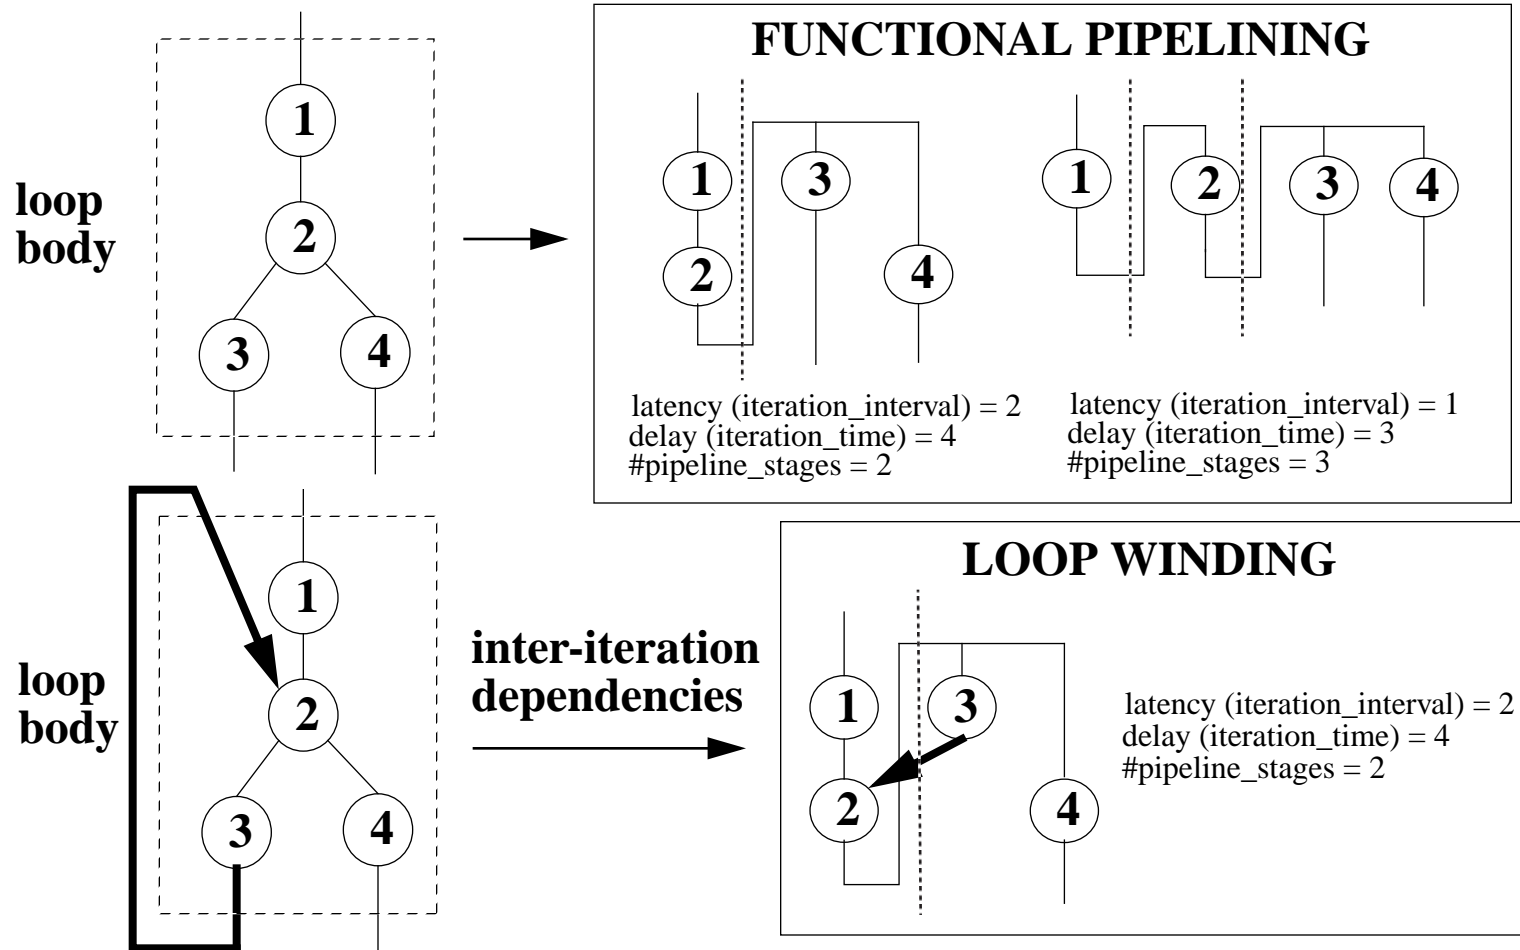 FUNCTIONAL PIPELINING
loop
body
1
2
3
4
1
3
2
4
1
2
3
4
latency (iteration_interval) = 2
delay (iteration_time) = 4
#pipeline_stages = 2
latency (iteration_interval) = 1
delay (iteration_time) = 3
#pipeline_stages = 3
loop
body
1
2
3
4
inter-iteration
dependencies
LOOP WINDING
1
3
2
4
latency (iteration_interval) = 2
delay (iteration_time) = 4
#pipeline_stages = 2